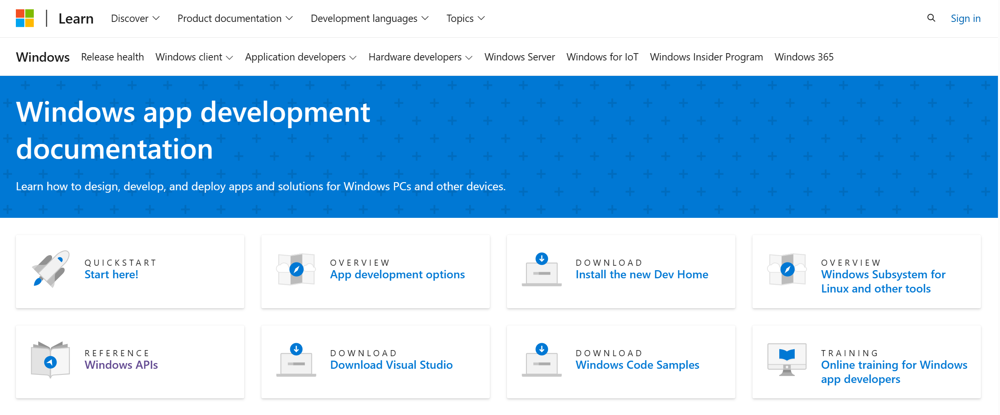 Learn Discover Product documentation Development languages Topics Sign in
Windows Release health Windows client Application developers Hardware developers Windows Server Windows for IoT Windows Insider Program Windows 365
Windows app development
documentation
Learn how to design, develop, and deploy apps and solutions for Windows PCs and other devices.
QUICKSTART
Start here!
OVERVIEW
App development options
DOWNLOAD
Install the new Dev Home
OVERVIEW
Windows Subsystem for
Linux and other tools
REFERENCE
Windows APIs
DOWNLOAD
Download Visual Studio
DOWNLOAD
Windows Code Samples
TRAINING
Online training for Windows
app developers